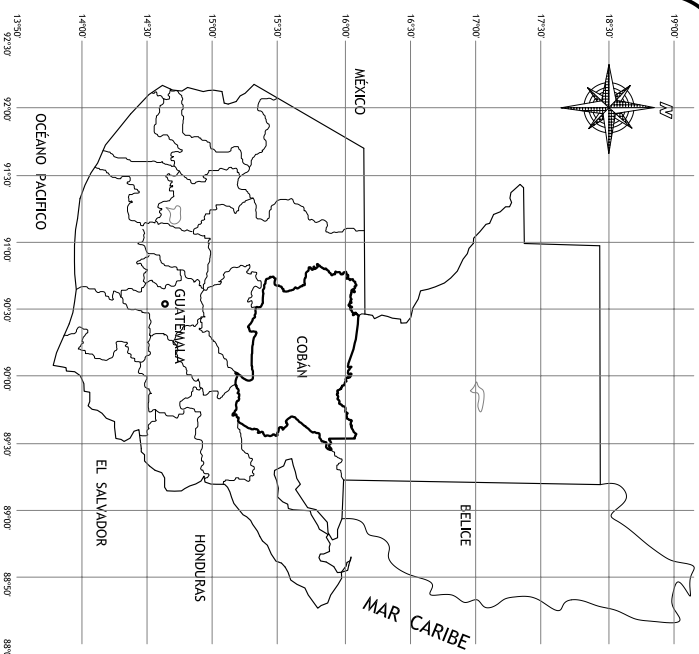 N
19°00'
18°30'
17°30'
17°00'
16°30'
16°00'
15°30'
15°00'
14°30'
14°00'
13°50'
BELICE
MAR CARIBE
MÉXICO
COBÁN
GUATEMALA
HONDURAS
EL SALVADOR
OCÉANO PACIFICO
92°30'
92°00'
91°30'
91°00'
90°30'
90°00'
89°30'
89°00'
88°50'